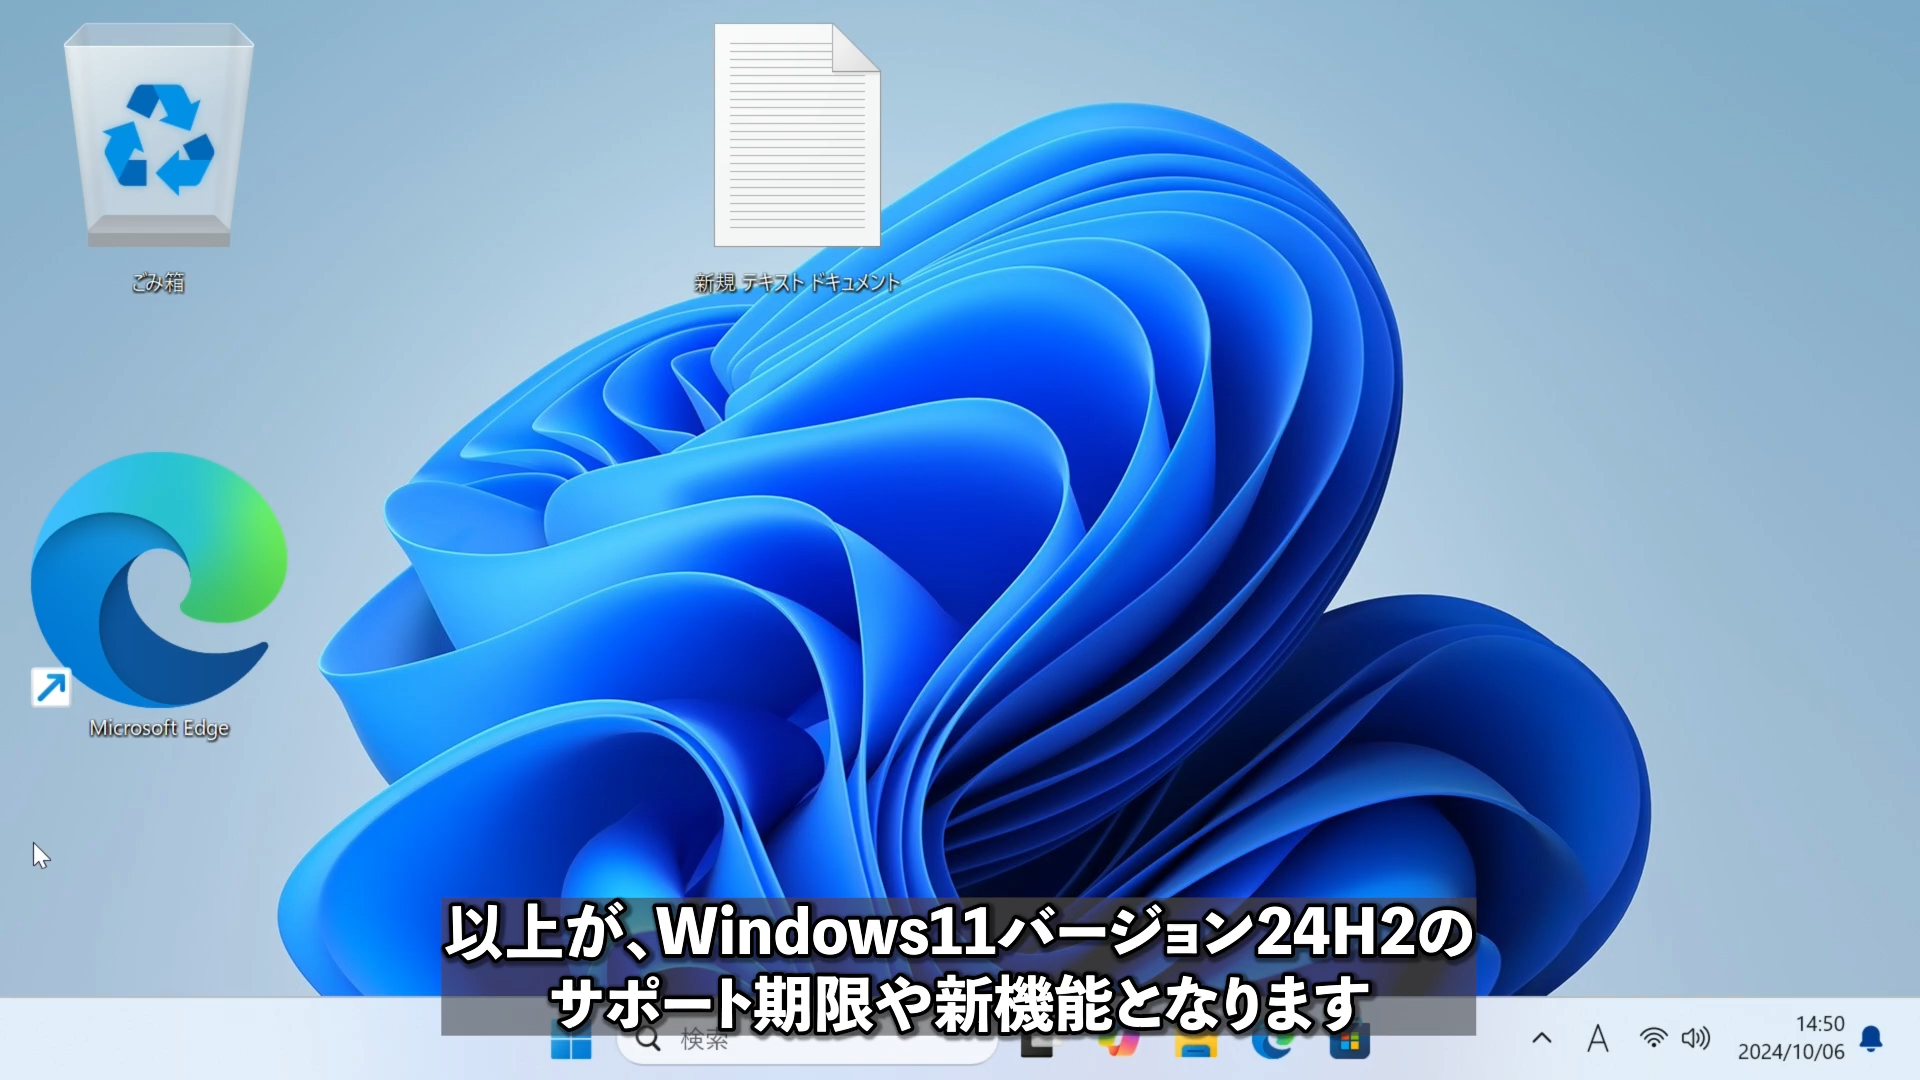 ごみ箱
新規 テキスト ドキュメント
Microsoft Edge
以上が、Windows11バージョン24H2の
サポート期限や新機能となります
検索
A
14:50
2024/10/06